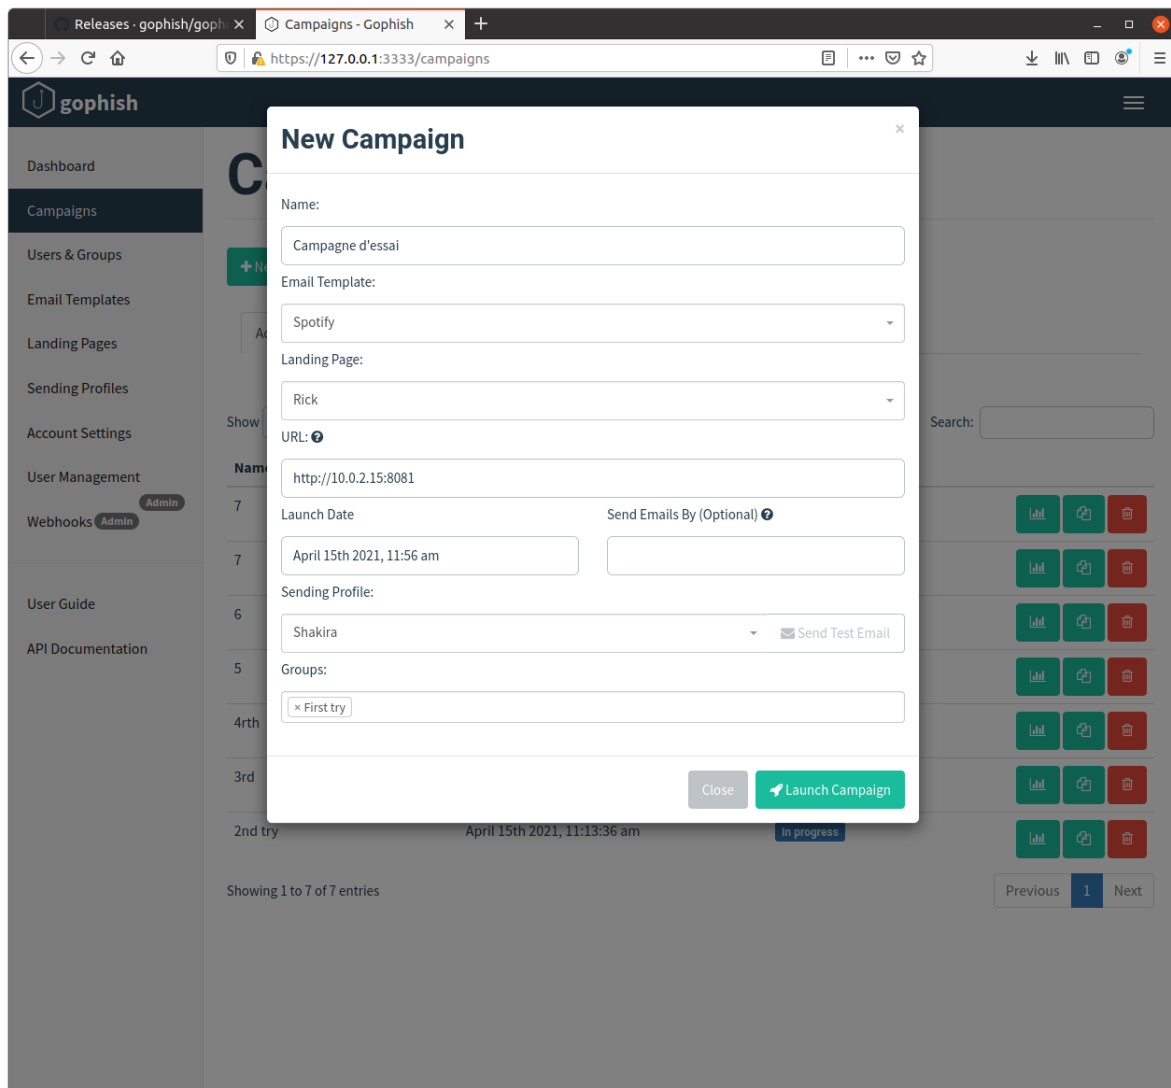 Releases · gophish/goph
Campaigns - Gophish
https://127.0.0.1:3333/campaigns
gophish
New Campaign
Dashboard
Campaigns
Users & Groups
Email Templates
Landing Pages
Sending Profiles
Account Settings
User Management
Admin
Webhooks Admin
User Guide
API Documentation
Name:
Campagne d'essai
Email Template:
Spotify
Landing Page:
Rick
URL:
http://10.0.2.15:8081
Launch Date
Send Emails By (Optional)
April 15th 2021, 11:56 am
Sending Profile:
Shakira
Send Test Email
Groups:
× First try
Close
Launch Campaign
Show
Search:
Name
7
7
6
5
4rth
3rd
2nd try April 15th 2021, 11:13:36 am In progress
Showing 1 to 7 of 7 entries
Previous 1 Next